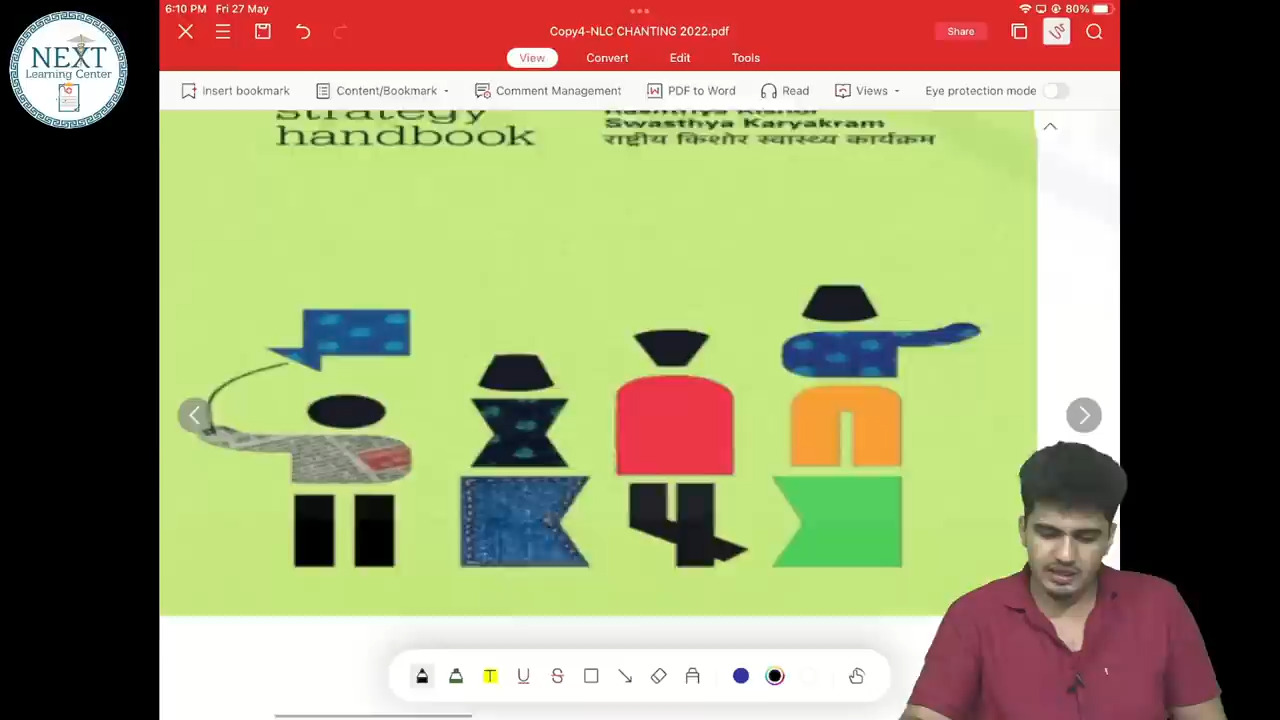 6:10 PM Fri 27 May
80%
Copy4-NLC CHANTING 2022.pdf
Share
View
Convert
Edit
Tools
Insert bookmark
Content/Bookmark
Comment Management
PDF to Word
Read
Views
Eye protection mode
NEXT
Learning Center
strategy
handbook
Swasthya Karyakram
राष्ट्रीय किशोर स्वास्थ्य कार्यक्रम
T
U
S